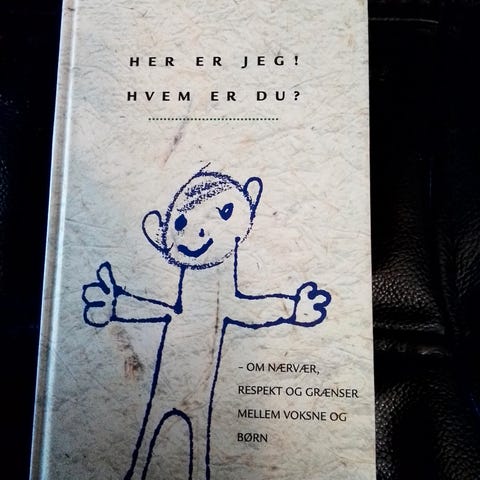 HER ER JEG!
HVEM ER DU?
- OM NÆRVÆR,
RESPEKT OG GRÆNSER
MELLEM VOKSNE OG
BØRN